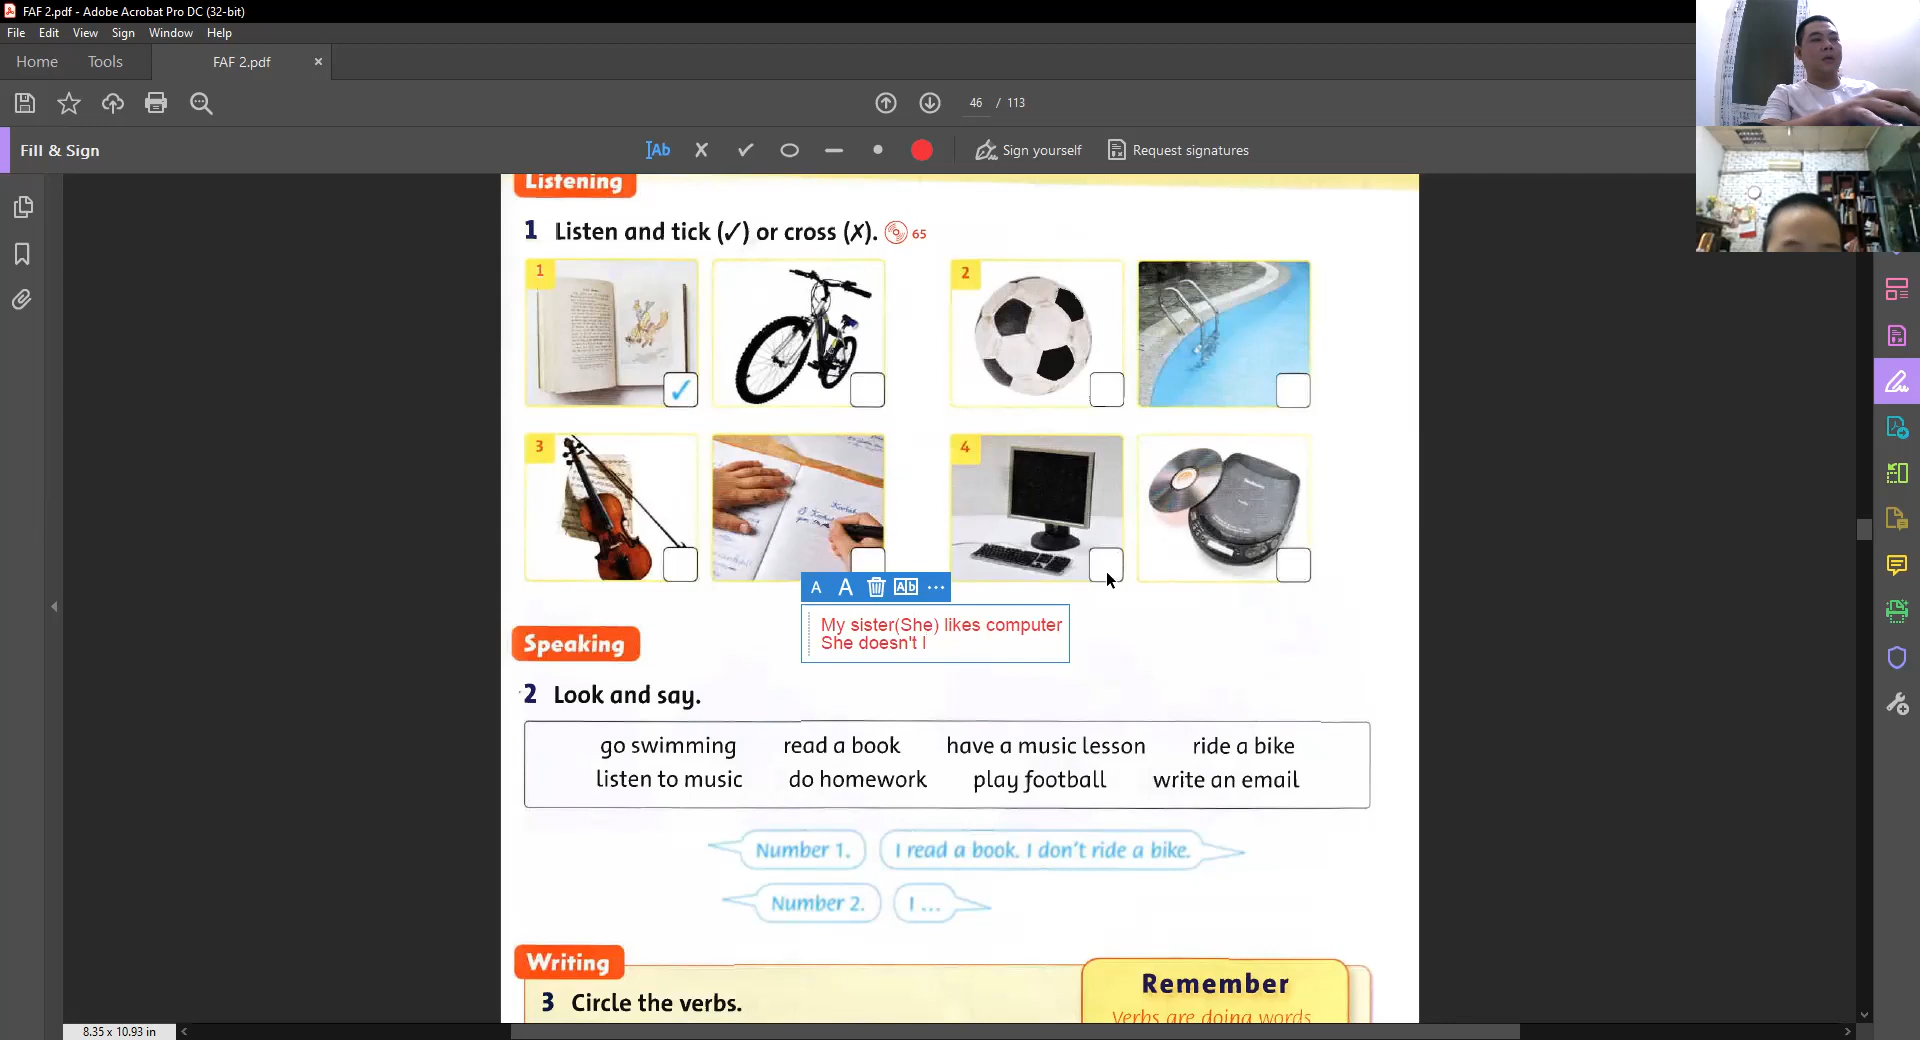 FAF 2.pdf - Adobe Acrobat Pro DC (32-bit)
File Edit View Sign Window Help
Home Tools FAF 2.pdf ×
46 / 113
Fill & Sign
Ab Sign yourself Request signatures
Listening
1 Listen and tick (✓) or cross (✗). 65
1 2
3 4
A A Ab ...
My sister(She) likes computer
She doesn't l
Speaking
2 Look and say.
go swimming read a book have a music lesson ride a bike
listen to music do homework play football write an email
Number 1. I read a book. I don't ride a bike.
Number 2. I ...
Writing
3 Circle the verbs.
Remember
Verbs are doing words
8.35 x 10.93 in